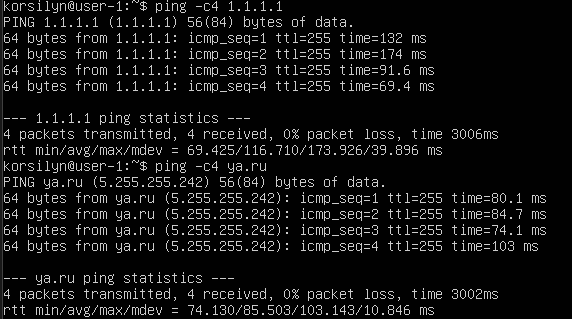 korsilyn@user-1:~$ ping -c4 1.1.1.1
PING 1.1.1.1 (1.1.1.1) 56(84) bytes of data.
64 bytes from 1.1.1.1: icmp_seq=1 ttl=255 time=132 ms
64 bytes from 1.1.1.1: icmp_seq=2 ttl=255 time=174 ms
64 bytes from 1.1.1.1: icmp_seq=3 ttl=255 time=91.6 ms
64 bytes from 1.1.1.1: icmp_seq=4 ttl=255 time=69.4 ms
--- 1.1.1.1 ping statistics ---
4 packets transmitted, 4 received, 0% packet loss, time 3006ms
rtt min/avg/max/mdev = 69.425/116.710/173.926/39.896 ms
korsilyn@user-1:~$ ping -c4 ya.ru
PING ya.ru (5.255.255.242) 56(84) bytes of data.
64 bytes from ya.ru (5.255.255.242): icmp_seq=1 ttl=255 time=80.1 ms
64 bytes from ya.ru (5.255.255.242): icmp_seq=2 ttl=255 time=84.7 ms
64 bytes from ya.ru (5.255.255.242): icmp_seq=3 ttl=255 time=74.1 ms
64 bytes from ya.ru (5.255.255.242): icmp_seq=4 ttl=255 time=103 ms
--- ya.ru ping statistics ---
4 packets transmitted, 4 received, 0% packet loss, time 3002ms
rtt min/avg/max/mdev = 74.130/85.503/103.143/10.846 ms